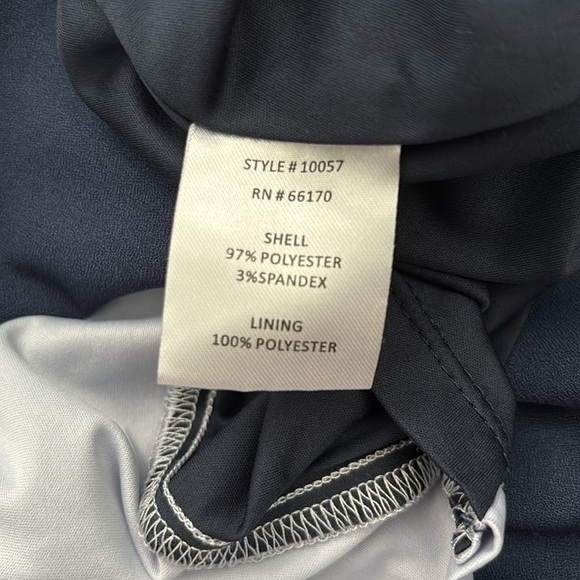 STYLE # 10057
RN # 66170
SHELL
97% POLYESTER
3%SPANDEX
LINING
100% POLYESTER